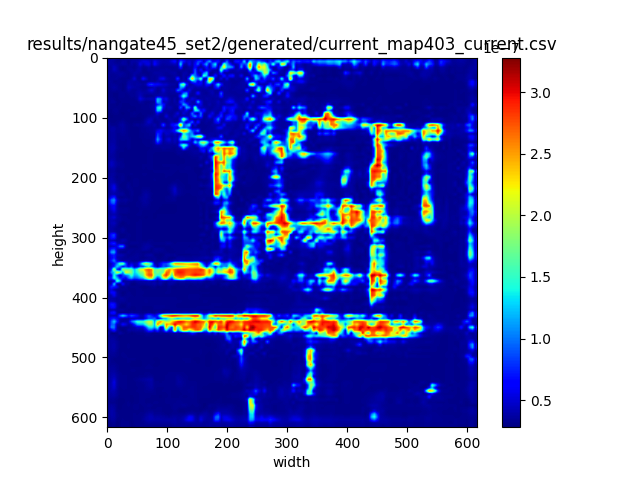 results/nangate45_set2/generated/current_map403_current.csv
1e−7
0
100
200
300
400
500
600
height
0 100 200 300 400 500 600
width
3.0
2.5
2.0
1.5
1.0
0.5